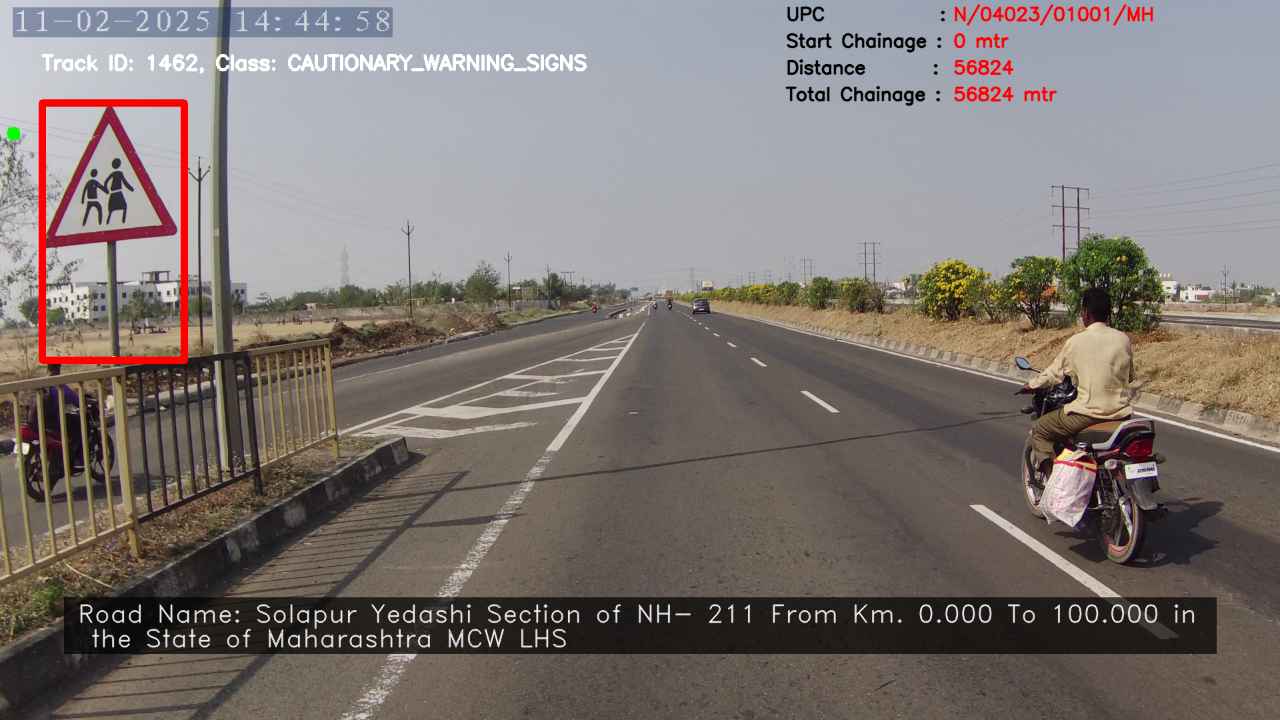 11-02-2025 14:44:58
Track ID: 1462, Class: CAUTIONARY_WARNING_SIGNS
UPC : N/04023/01001/MH
Start Chainage : 0 mtr
Distance : 56824
Total Chainage : 56824 mtr
Road Name: Solapur Yedashi Section of NH- 211 From Km. 0.000 To 100.000 in
the State of Maharashtra MCW LHS